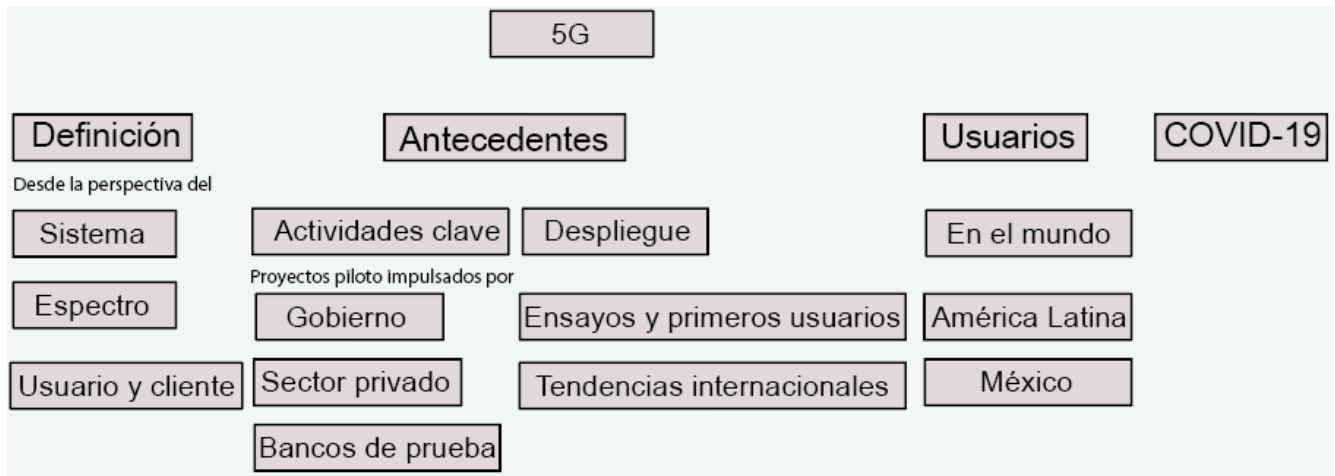 5G
Definición
Antecedentes
Usuarios
COVID-19
Desde la perspectiva del
Sistema
Espectro
Usuario y cliente
Actividades clave
Proyectos piloto impulsados por
Gobierno
Sector privado
Bancos de prueba
Despliegue
Ensayos y primeros usuarios
Tendencias internacionales
En el mundo
América Latina
México